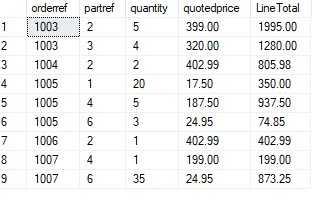 orderref partref quantity quotedprice LineTotal
1 1003 2 5 399.00 1995.00
2 1003 3 4 320.00 1280.00
3 1004 2 2 402.99 805.98
4 1005 1 20 17.50 350.00
5 1005 4 5 187.50 937.50
6 1005 6 3 24.95 74.85
7 1006 2 1 402.99 402.99
8 1007 4 1 199.00 199.00
9 1007 6 35 24.95 873.25